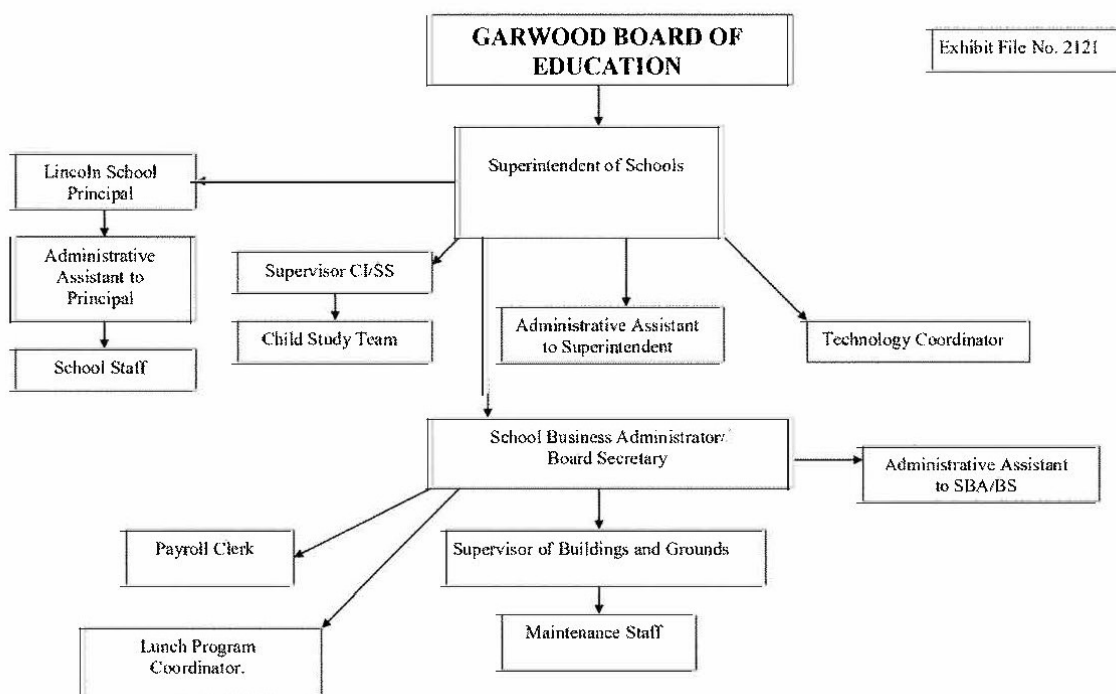 GARWOOD BOARD OF
EDUCATION
Exhibit File No. 2121
Superintendent of Schools
Lincoln School
Principal
Administrative
Assistant to
Principal
School Staff
Supervisor CI/SS
Child Study Team
Administrative Assistant
to Superintendent
Technology Coordinator
School Business Administrator/
Board Secretary
Administrative Assistant
to SBA/BS
Payroll Clerk
Supervisor of Buildings and Grounds
Lunch Program
Coordinator.
Maintenance Staff